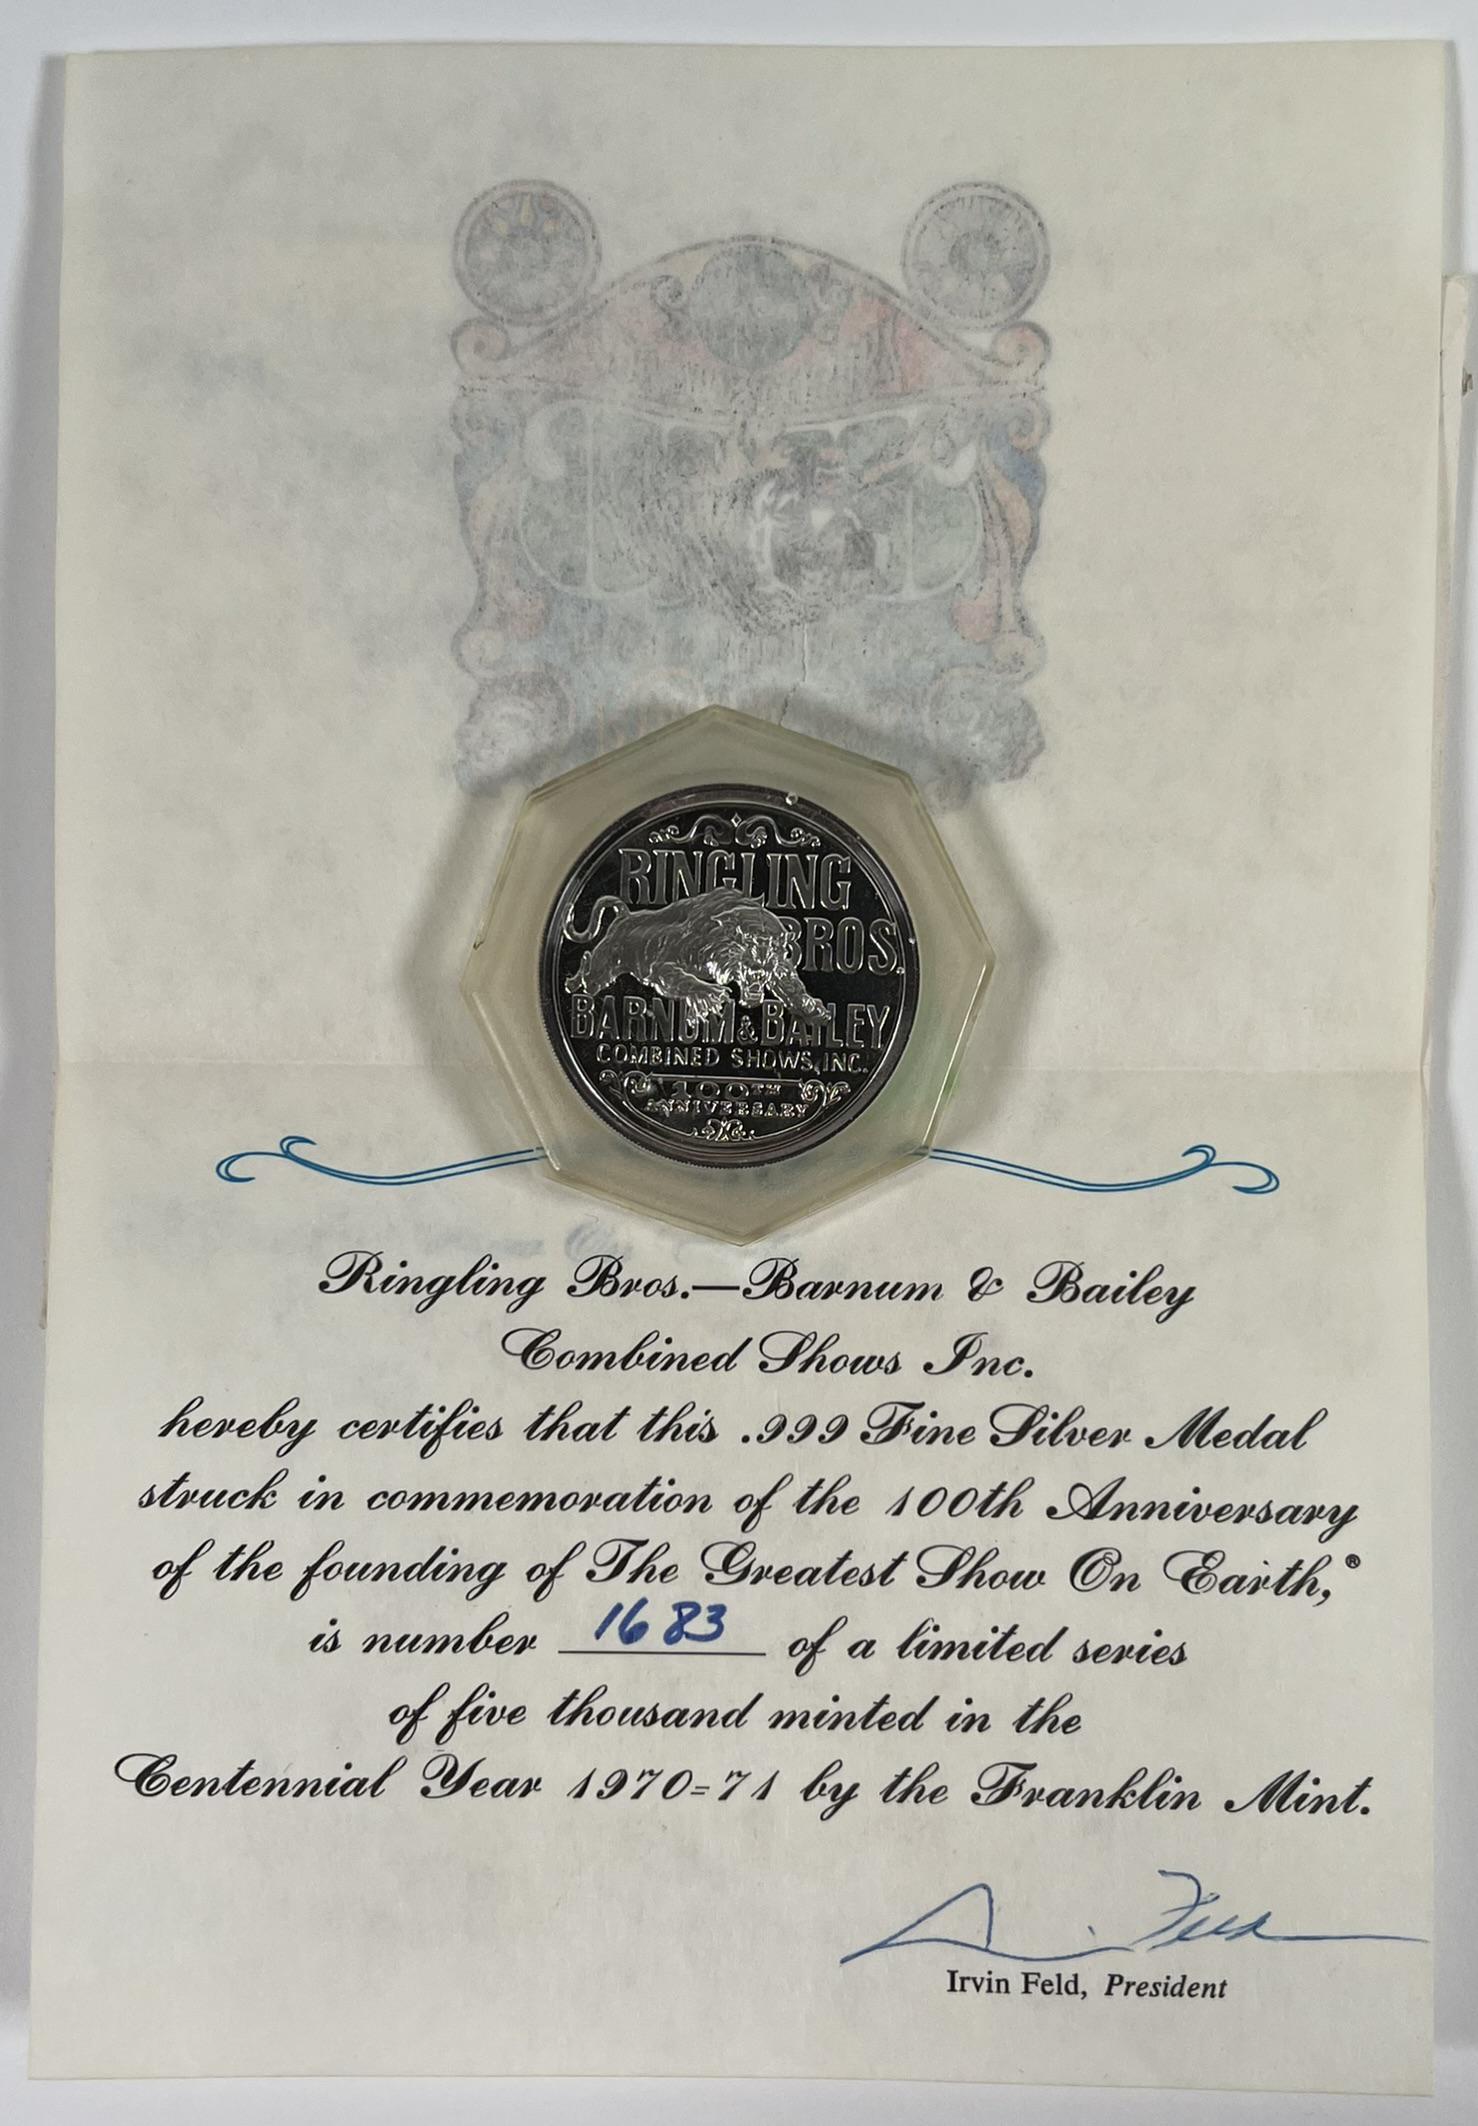 RINGLING
BROS.
BARNUM & BAILEY
COMBINED SHOWS, INC.
100TH
ANNIVERSARY
Ringling Bros.—Barnum & Bailey
Combined Shows Inc.
hereby certifies that this .999 Fine Silver Medal
struck in commemoration of the 100th Anniversary
of the founding of The Greatest Show On Earth,®
is number 1683 of a limited series
of five thousand minted in the
Centennial Year 1970=71 by the Franklin Mint.
Irvin Feld
Irvin Feld, President